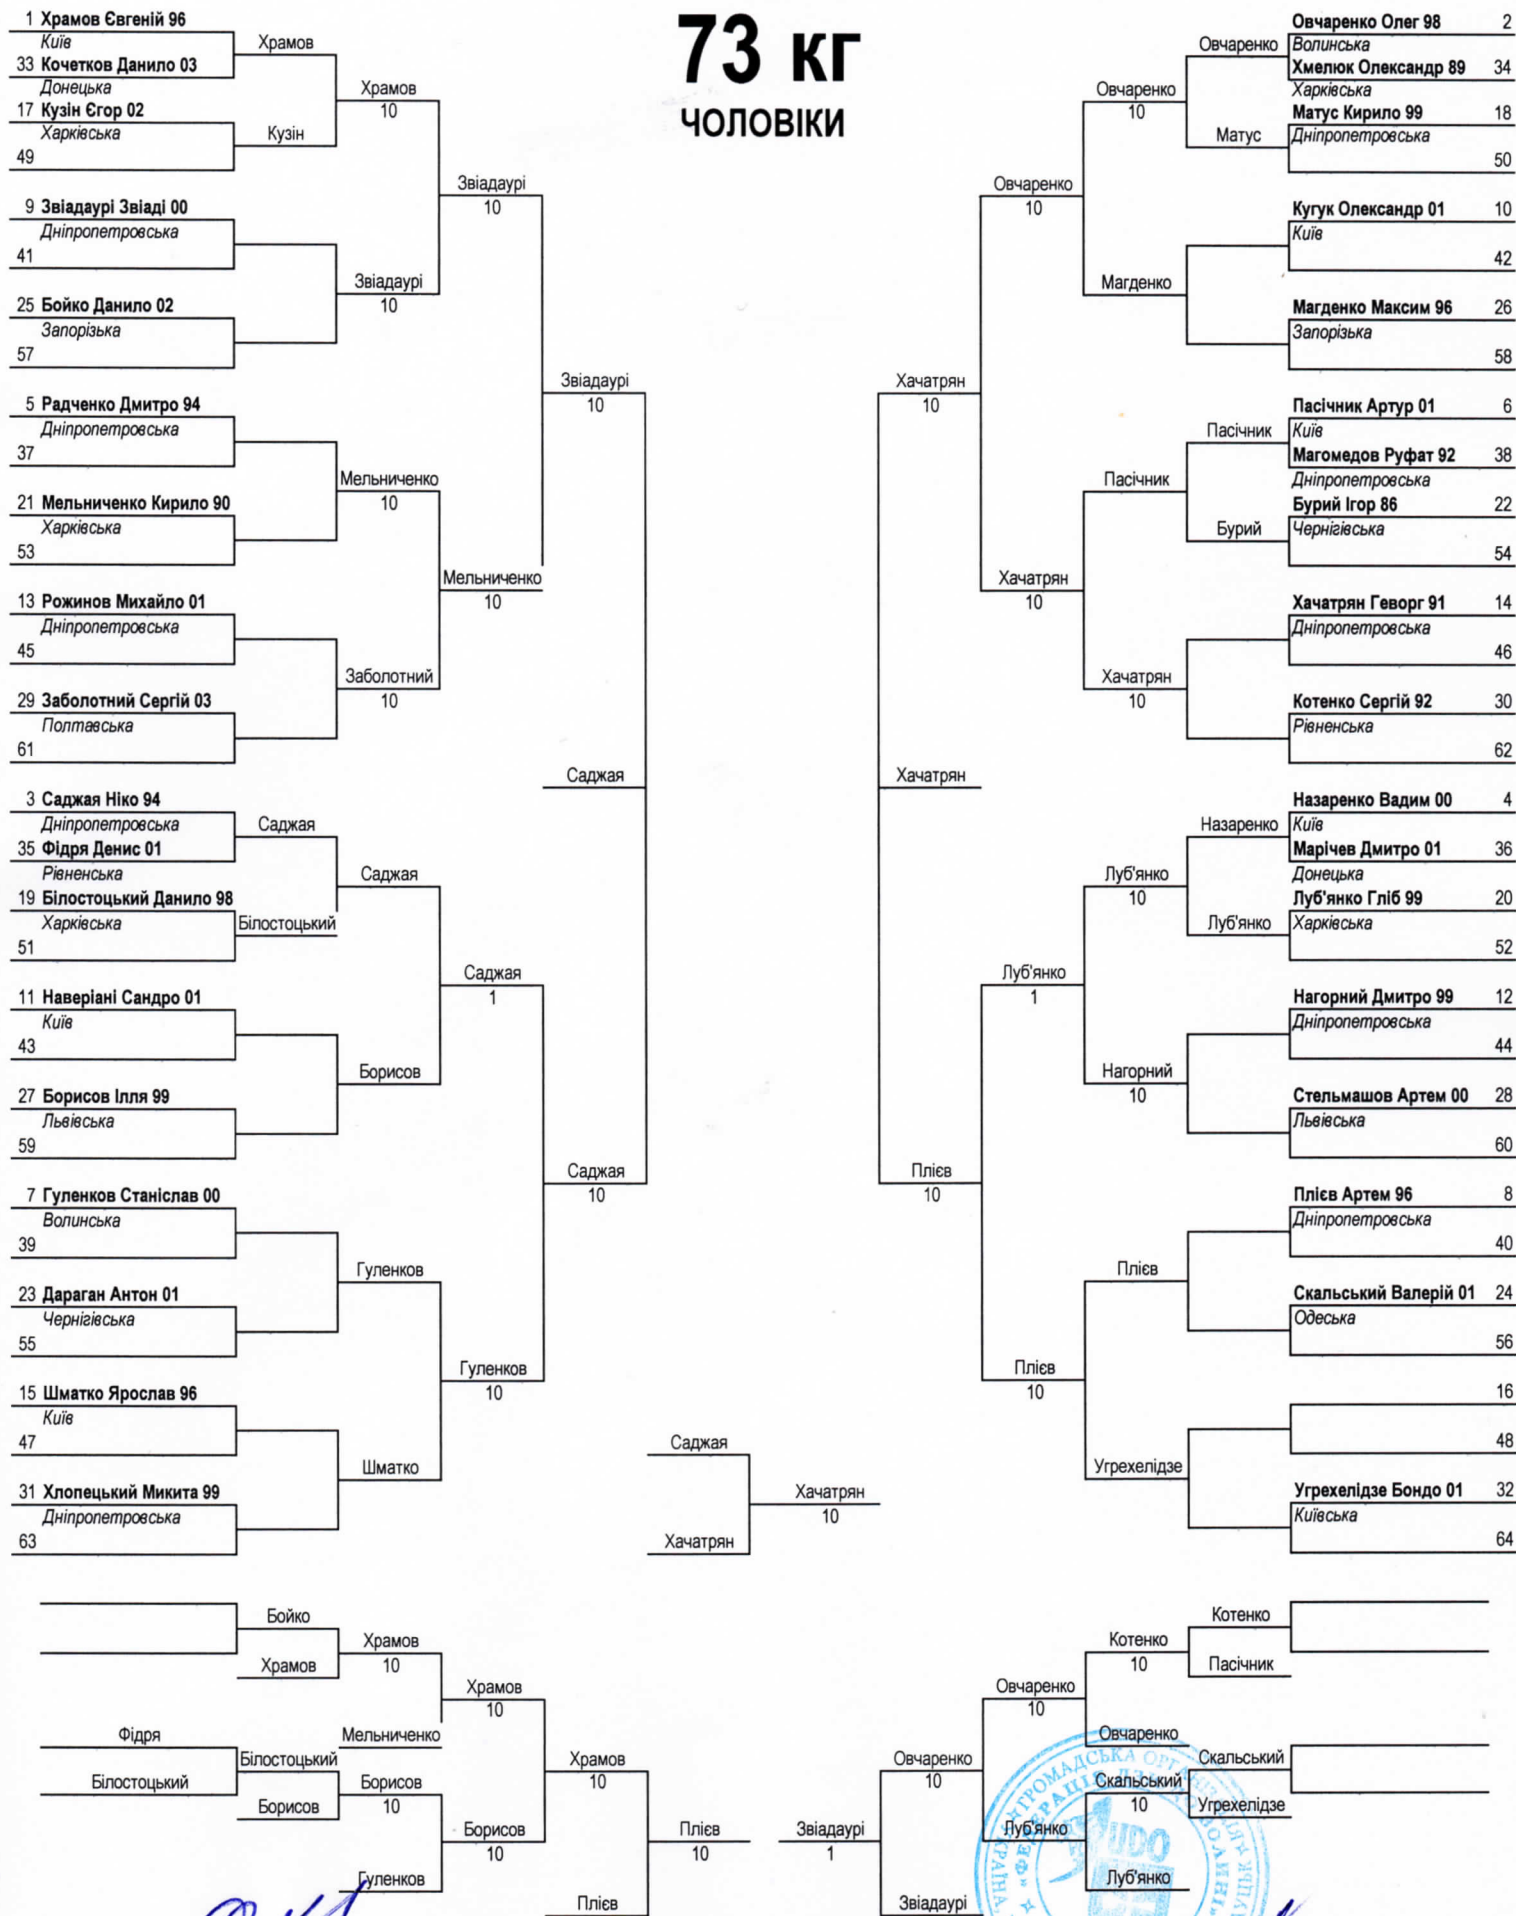 73 кг
ЧОЛОВІКИ
1 Храмов Євгеній 96
Київ
Храмов
33 Кочетков Данило 03
Донецька
Храмов
10
17 Кузін Єгор 02
Харківська
Кузін
49
Звіадаурі
10
9 Звіадаурі Звіаді 00
Дніпропетровська
41
Звіадаурі
10
25 Бойко Данило 02
Запорізька
57
Звіадаурі
10
5 Радченко Дмитро 94
Дніпропетровська
37
Мельниченко
10
21 Мельниченко Кирило 90
Харківська
53
Мельниченко
10
13 Рожинов Михайло 01
Дніпропетровська
45
Заболотний
10
29 Заболотний Сергій 03
Полтавська
61
Саджая
3 Саджая Ніко 94
Дніпропетровська
Саджая
35 Фідря Денис 01
Рівненська
Саджая
19 Білостоцький Данило 98
Харківська
Білостоцький
51
Саджая
1
11 Наверіані Сандро 01
Київ
43
Борисов
27 Борисов Ілля 99
Львівська
59
Саджая
10
7 Гуленков Станіслав 00
Волинська
39
Гуленков
23 Дараган Антон 01
Чернігівська
55
Гуленков
10
15 Шматко Ярослав 96
Київ
47
Шматко
31 Хлопецький Микита 99
Дніпропетровська
63
Овчаренко Олег 98 2
Овчаренко
Волинська
Хмелюк Олександр 89 34
Харківська
Овчаренко
10
Матус Кирило 99 18
Матус
Дніпропетровська
50
Овчаренко
10
Кугук Олександр 01 10
Київ
42
Магденко
Магденко Максим 96 26
Запорізька
58
Хачатрян
10
Пасічник Артур 01 6
Пасічник
Київ
Магомедов Руфат 92 38
Дніпропетровська
Пасічник
Бурий Ігор 86 22
Бурий
Чернігівська
54
Хачатрян
10
Хачатрян Геворг 91 14
Дніпропетровська
46
Хачатрян
10
Котенко Сергій 92 30
Рівненська
62
Хачатрян
Назаренко Вадим 00 4
Назаренко
Київ
Марічев Дмитро 01 36
Донецька
Луб'янко
10
Луб'янко Гліб 99 20
Луб'янко
Харківська
52
Луб'янко
1
Нагорний Дмитро 99 12
Дніпропетровська
44
Нагорний
10
Стельмашов Артем 00 28
Львівська
60
Плієв
10
Плієв Артем 96 8
Дніпропетровська
40
Плієв
Скальський Валерій 01 24
Одеська
56
Плієв
10
16
48
Угрехелідзе
Угрехелідзе Бондо 01 32
Київська
64
Саджая
Хачатрян
10
Хачатрян
Бойко
Храмов
10
Храмов
Храмов
10
Фідря
Мельниченко
Білостоцький
Храмов
10
Білостоцький
Борисов
10
Борисов
Борисов
10
Плієв
10
Гуленков
Плієв
Котенко
Котенко
10
Пасічник
Овчаренко
10
Овчаренко
Овчаренко
10
Скальський
Скальський
10
Угрехелідзе
Звіадаурі
1
Луб'янко
Луб'янко
Звіадаурі
ГРОМАДСЬКА ОРГАНІЗАЦІЯ
«ФЕДЕРАЦІЯ ДЗЮДО ВОЛИНІ»
JUDO